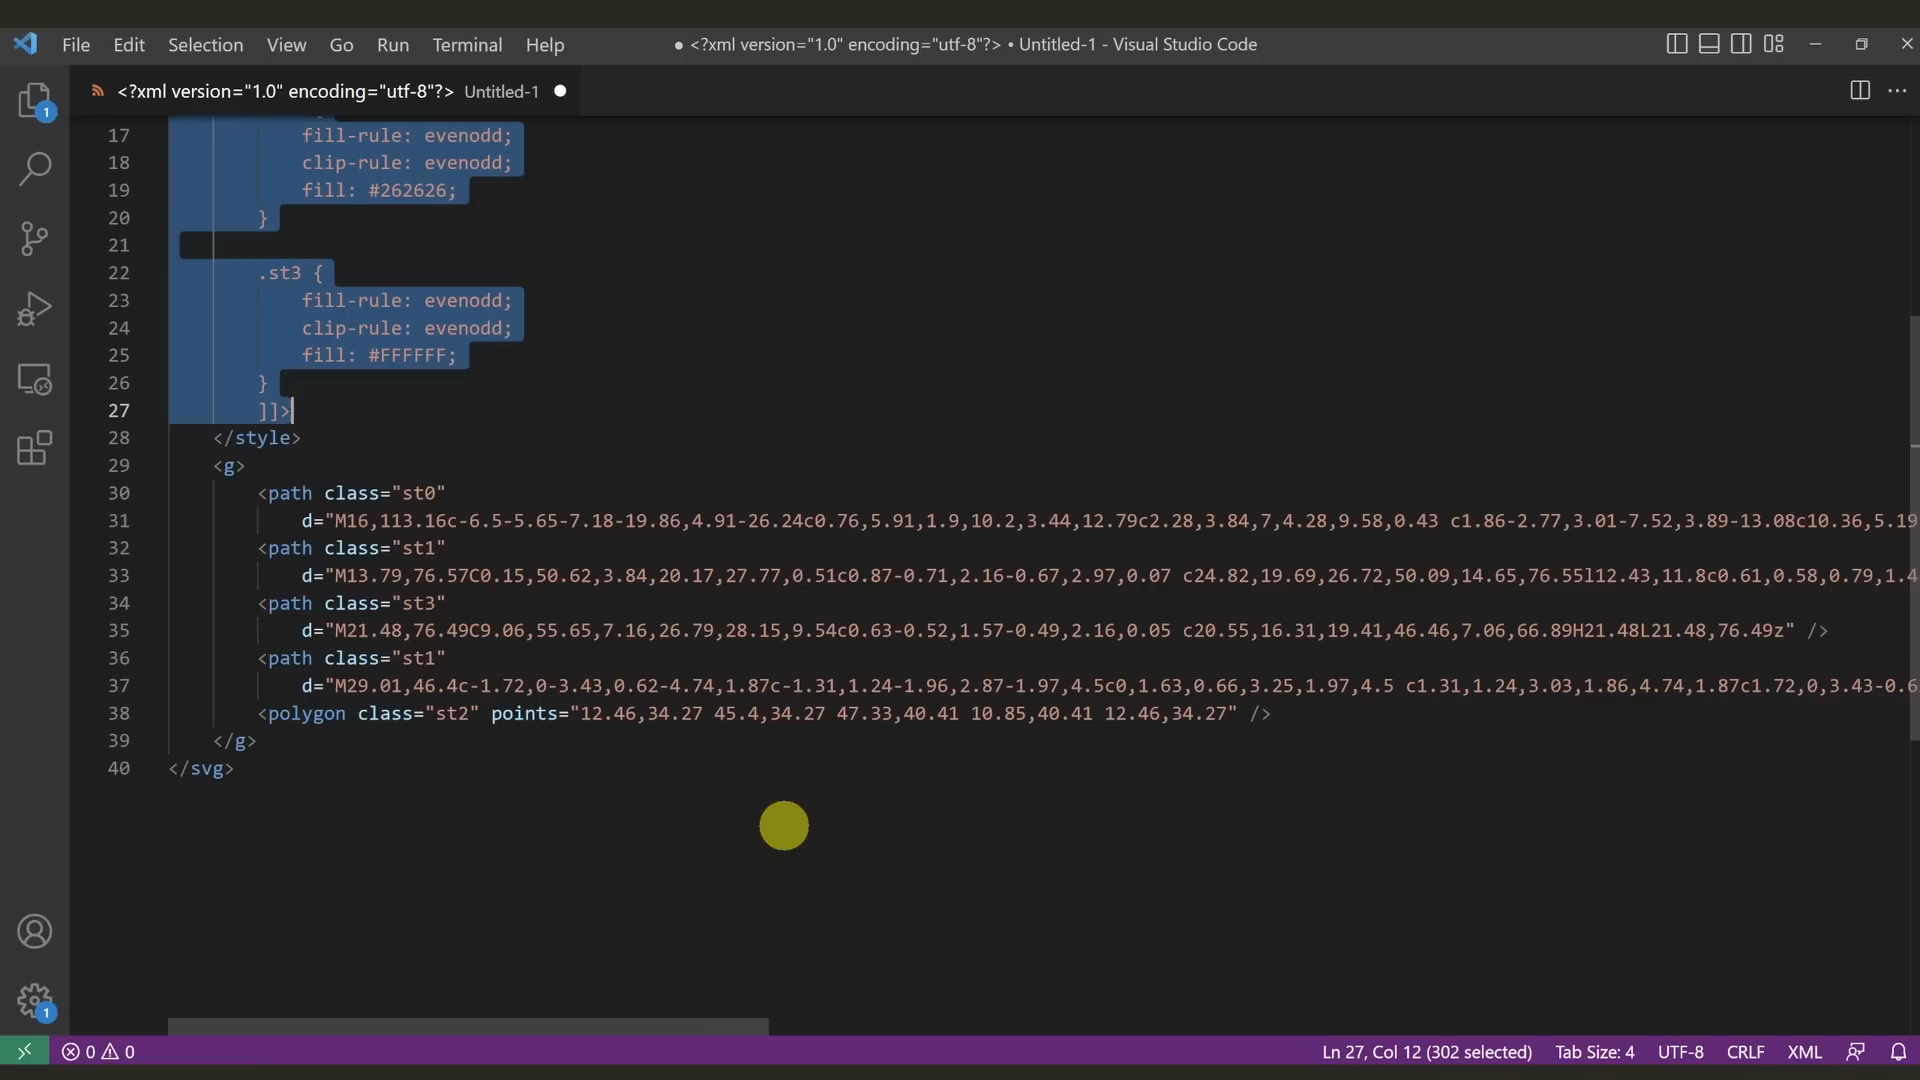 File Edit Selection View Go Run Terminal Help ● <?xml version="1.0" encoding="utf-8"?> • Untitled-1 - Visual Studio Code
<?xml version="1.0" encoding="utf-8"?> Untitled-1
1
17 fill-rule: evenodd;
18 clip-rule: evenodd;
19 fill: #262626;
20 }
21
22 .st3 {
23 fill-rule: evenodd;
24 clip-rule: evenodd;
25 fill: #FFFFFF;
26 }
27 ]]>
28 </style>
29 <g>
30 <path class="st0"
31 d="M16,113.16c-6.5-5.65-7.18-19.86,4.91-26.24c0.76,5.91,1.9,10.2,3.44,12.79c2.28,3.84,7,4.28,9.58,0.43 c1.86-2.77,3.01-7.52,3.89-13.08c10.36,5.19
32 <path class="st1"
33 d="M13.79,76.57C0.15,50.62,3.84,20.17,27.77,0.51c0.87-0.71,2.16-0.67,2.97,0.07 c24.82,19.69,26.72,50.09,14.65,76.55l12.43,11.8c0.61,0.58,0.79,1.4
34 <path class="st3"
35 d="M21.48,76.49C9.06,55.65,7.16,26.79,28.15,9.54c0.63-0.52,1.57-0.49,2.16,0.05 c20.55,16.31,19.41,46.46,7.06,66.89H21.48L21.48,76.49z" />
36 <path class="st1"
37 d="M29.01,46.4c-1.72,0-3.43,0.62-4.74,1.87c-1.31,1.24-1.96,2.87-1.97,4.5c0,1.63,0.66,3.25,1.97,4.5 c1.31,1.24,3.03,1.86,4.74,1.87c1.72,0,3.43-0.6
38 <polygon class="st2" points="12.46,34.27 45.4,34.27 47.33,40.41 10.85,40.41 12.46,34.27" />
39 </g>
40 </svg>
1
0 0 Ln 27, Col 12 (302 selected) Tab Size: 4 UTF-8 CRLF XML